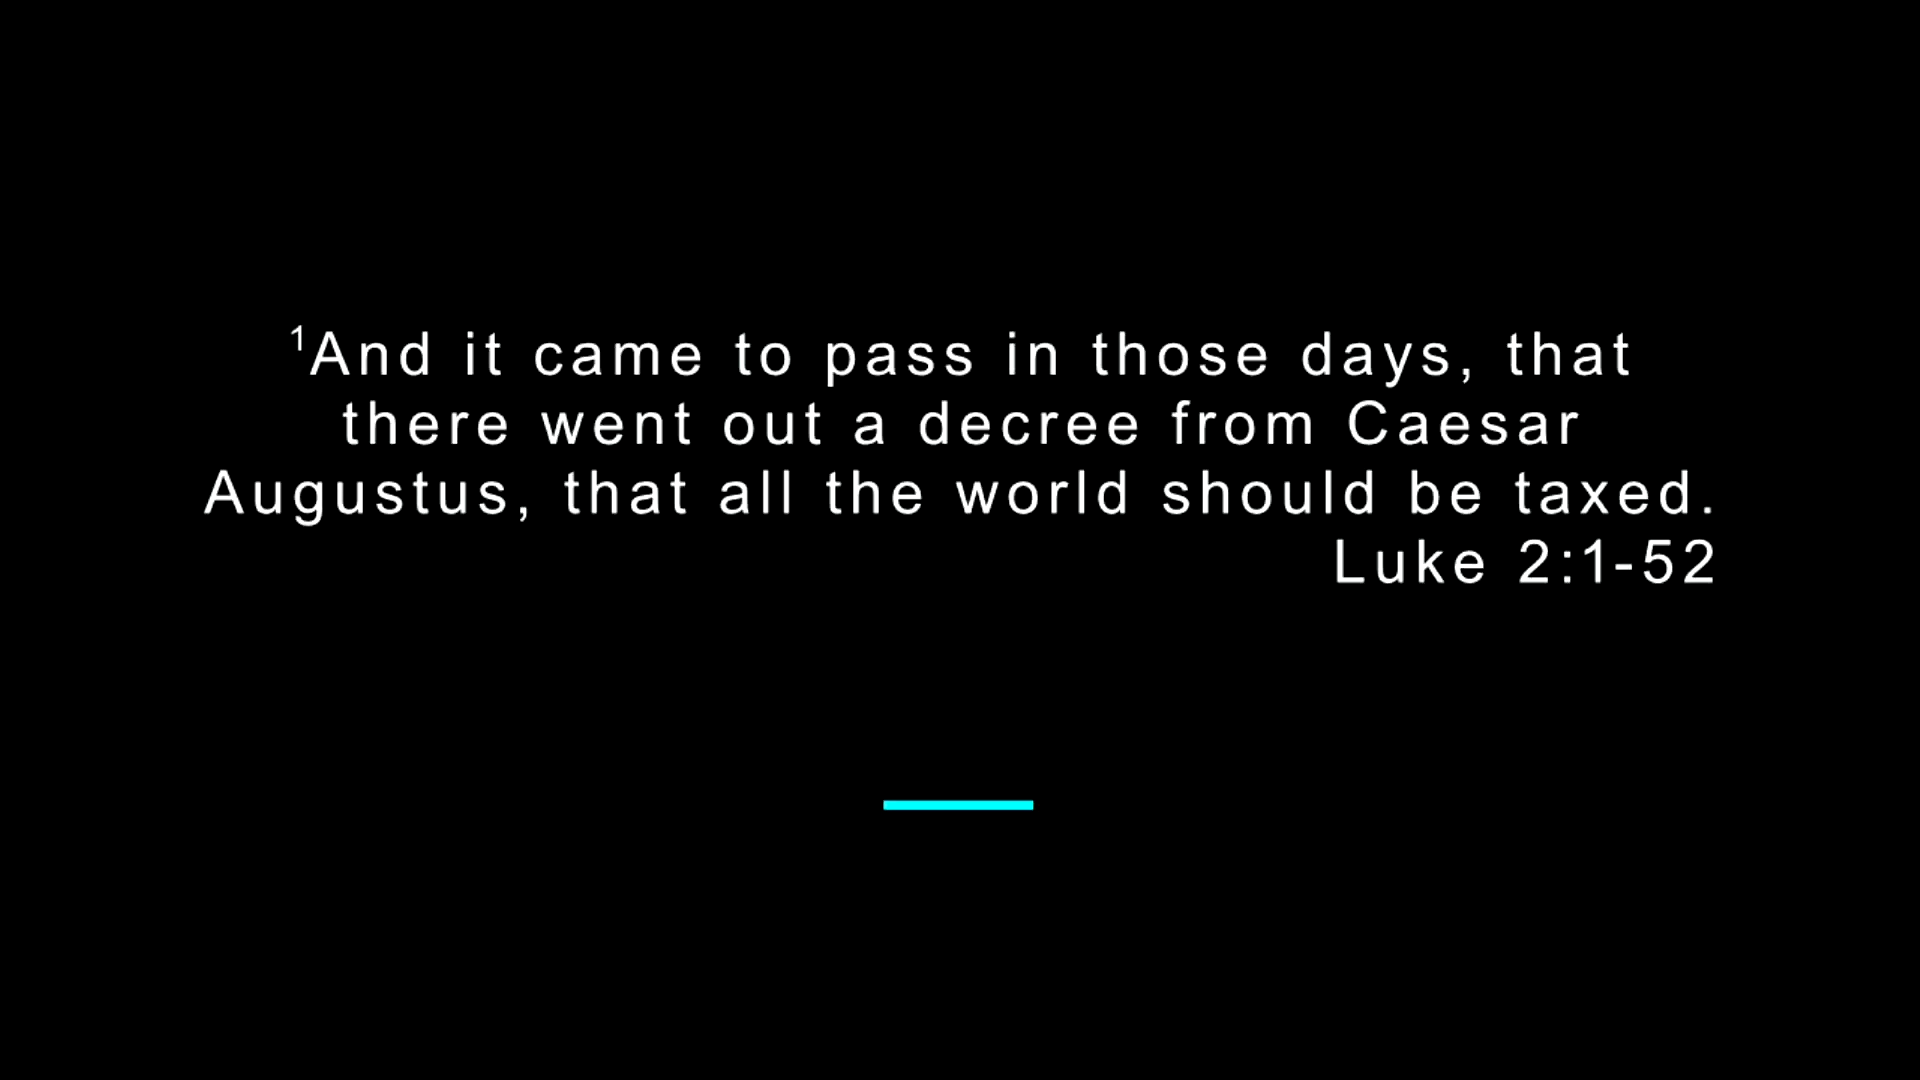 ¹And it came to pass in those days, that
there went out a decree from Caesar
Augustus, that all the world should be taxed.
Luke 2:1-52